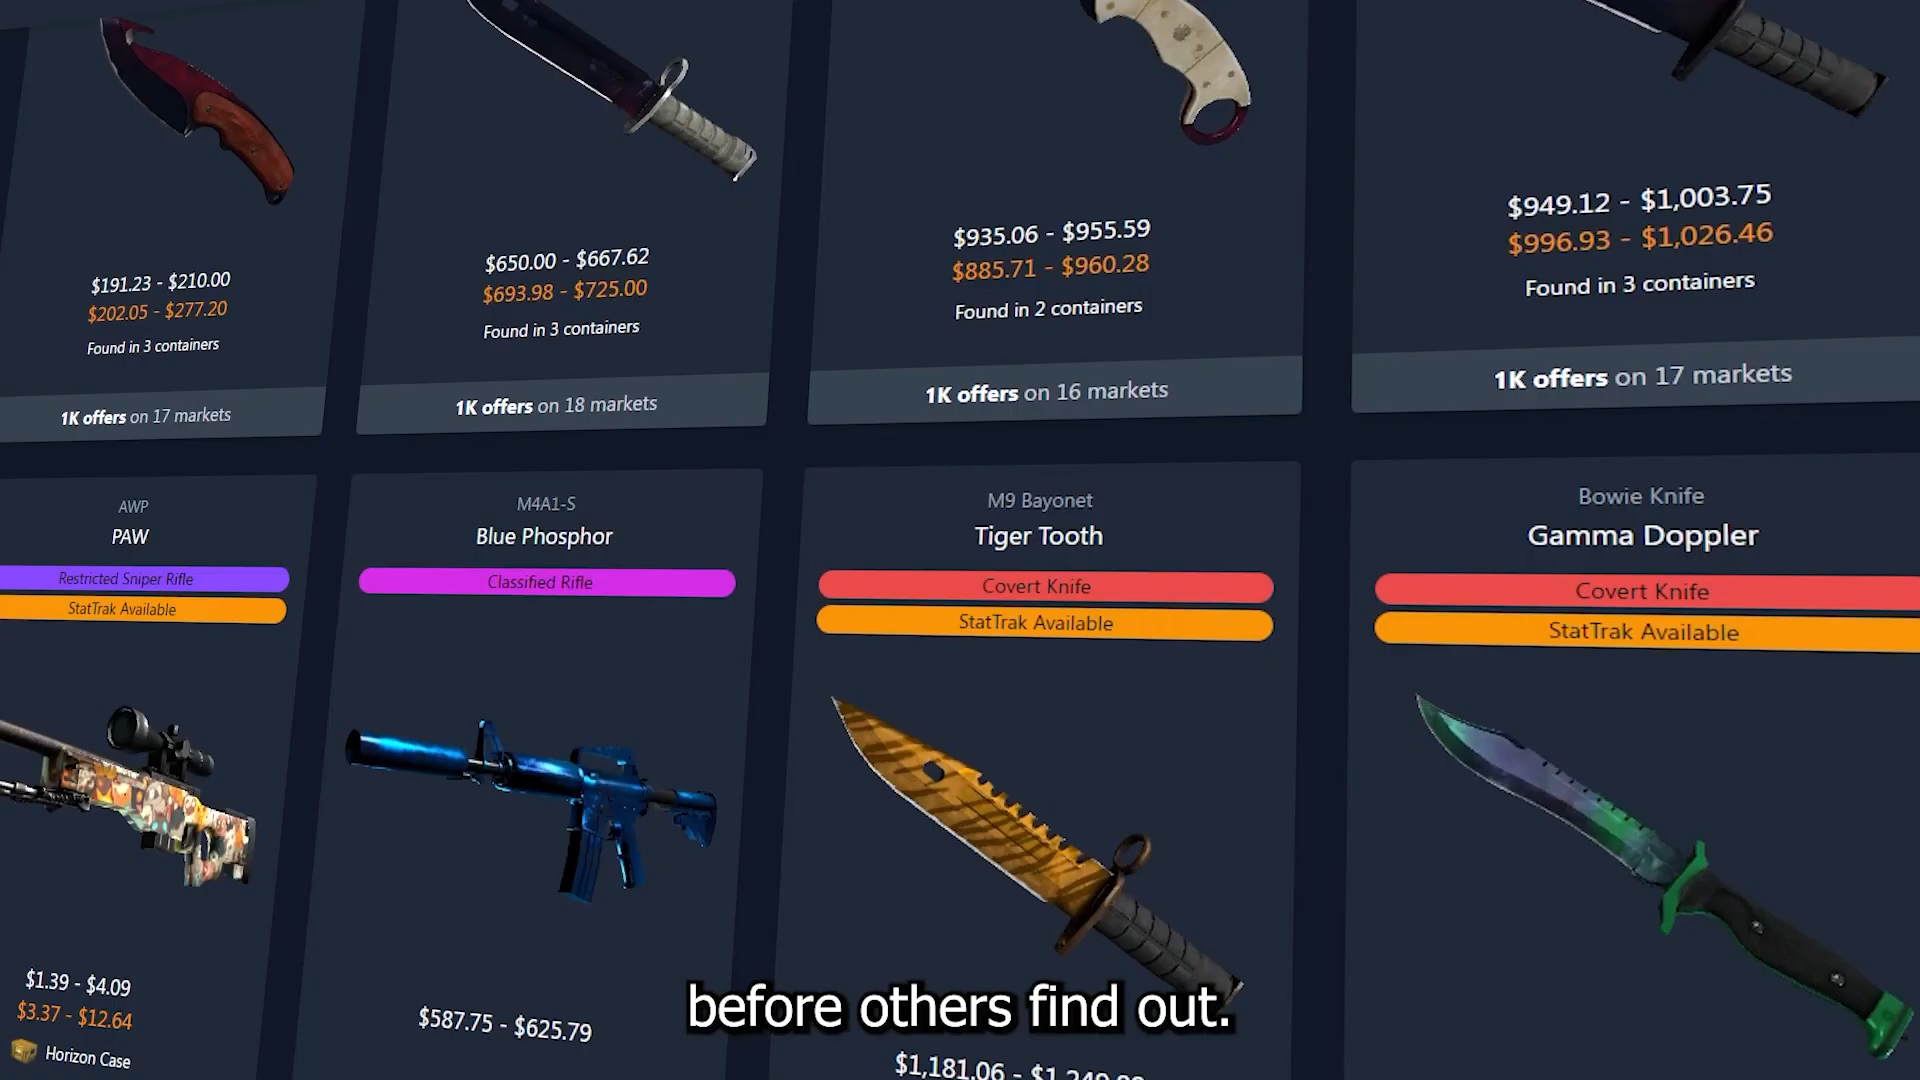 $191.23 - $210.00
$202.05 - $277.20
Found in 3 containers
1K offers on 17 markets
$650.00 - $667.62
$693.98 - $725.00
Found in 3 containers
1K offers on 18 markets
$935.06 - $955.59
$885.71 - $960.28
Found in 2 containers
1K offers on 16 markets
$949.12 - $1,003.75
$996.93 - $1,026.46
Found in 3 containers
1K offers on 17 markets
AWP
PAW
Restricted Sniper Rifle
StatTrak Available
$1.39 - $4.09
$3.37 - $12.64
Horizon Case
M4A1-S
Blue Phosphor
Classified Rifle
$587.75 - $625.79
M9 Bayonet
Tiger Tooth
Covert Knife
StatTrak Available
$1,181.06 -
Bowie Knife
Gamma Doppler
Covert Knife
StatTrak Available
before others find out.